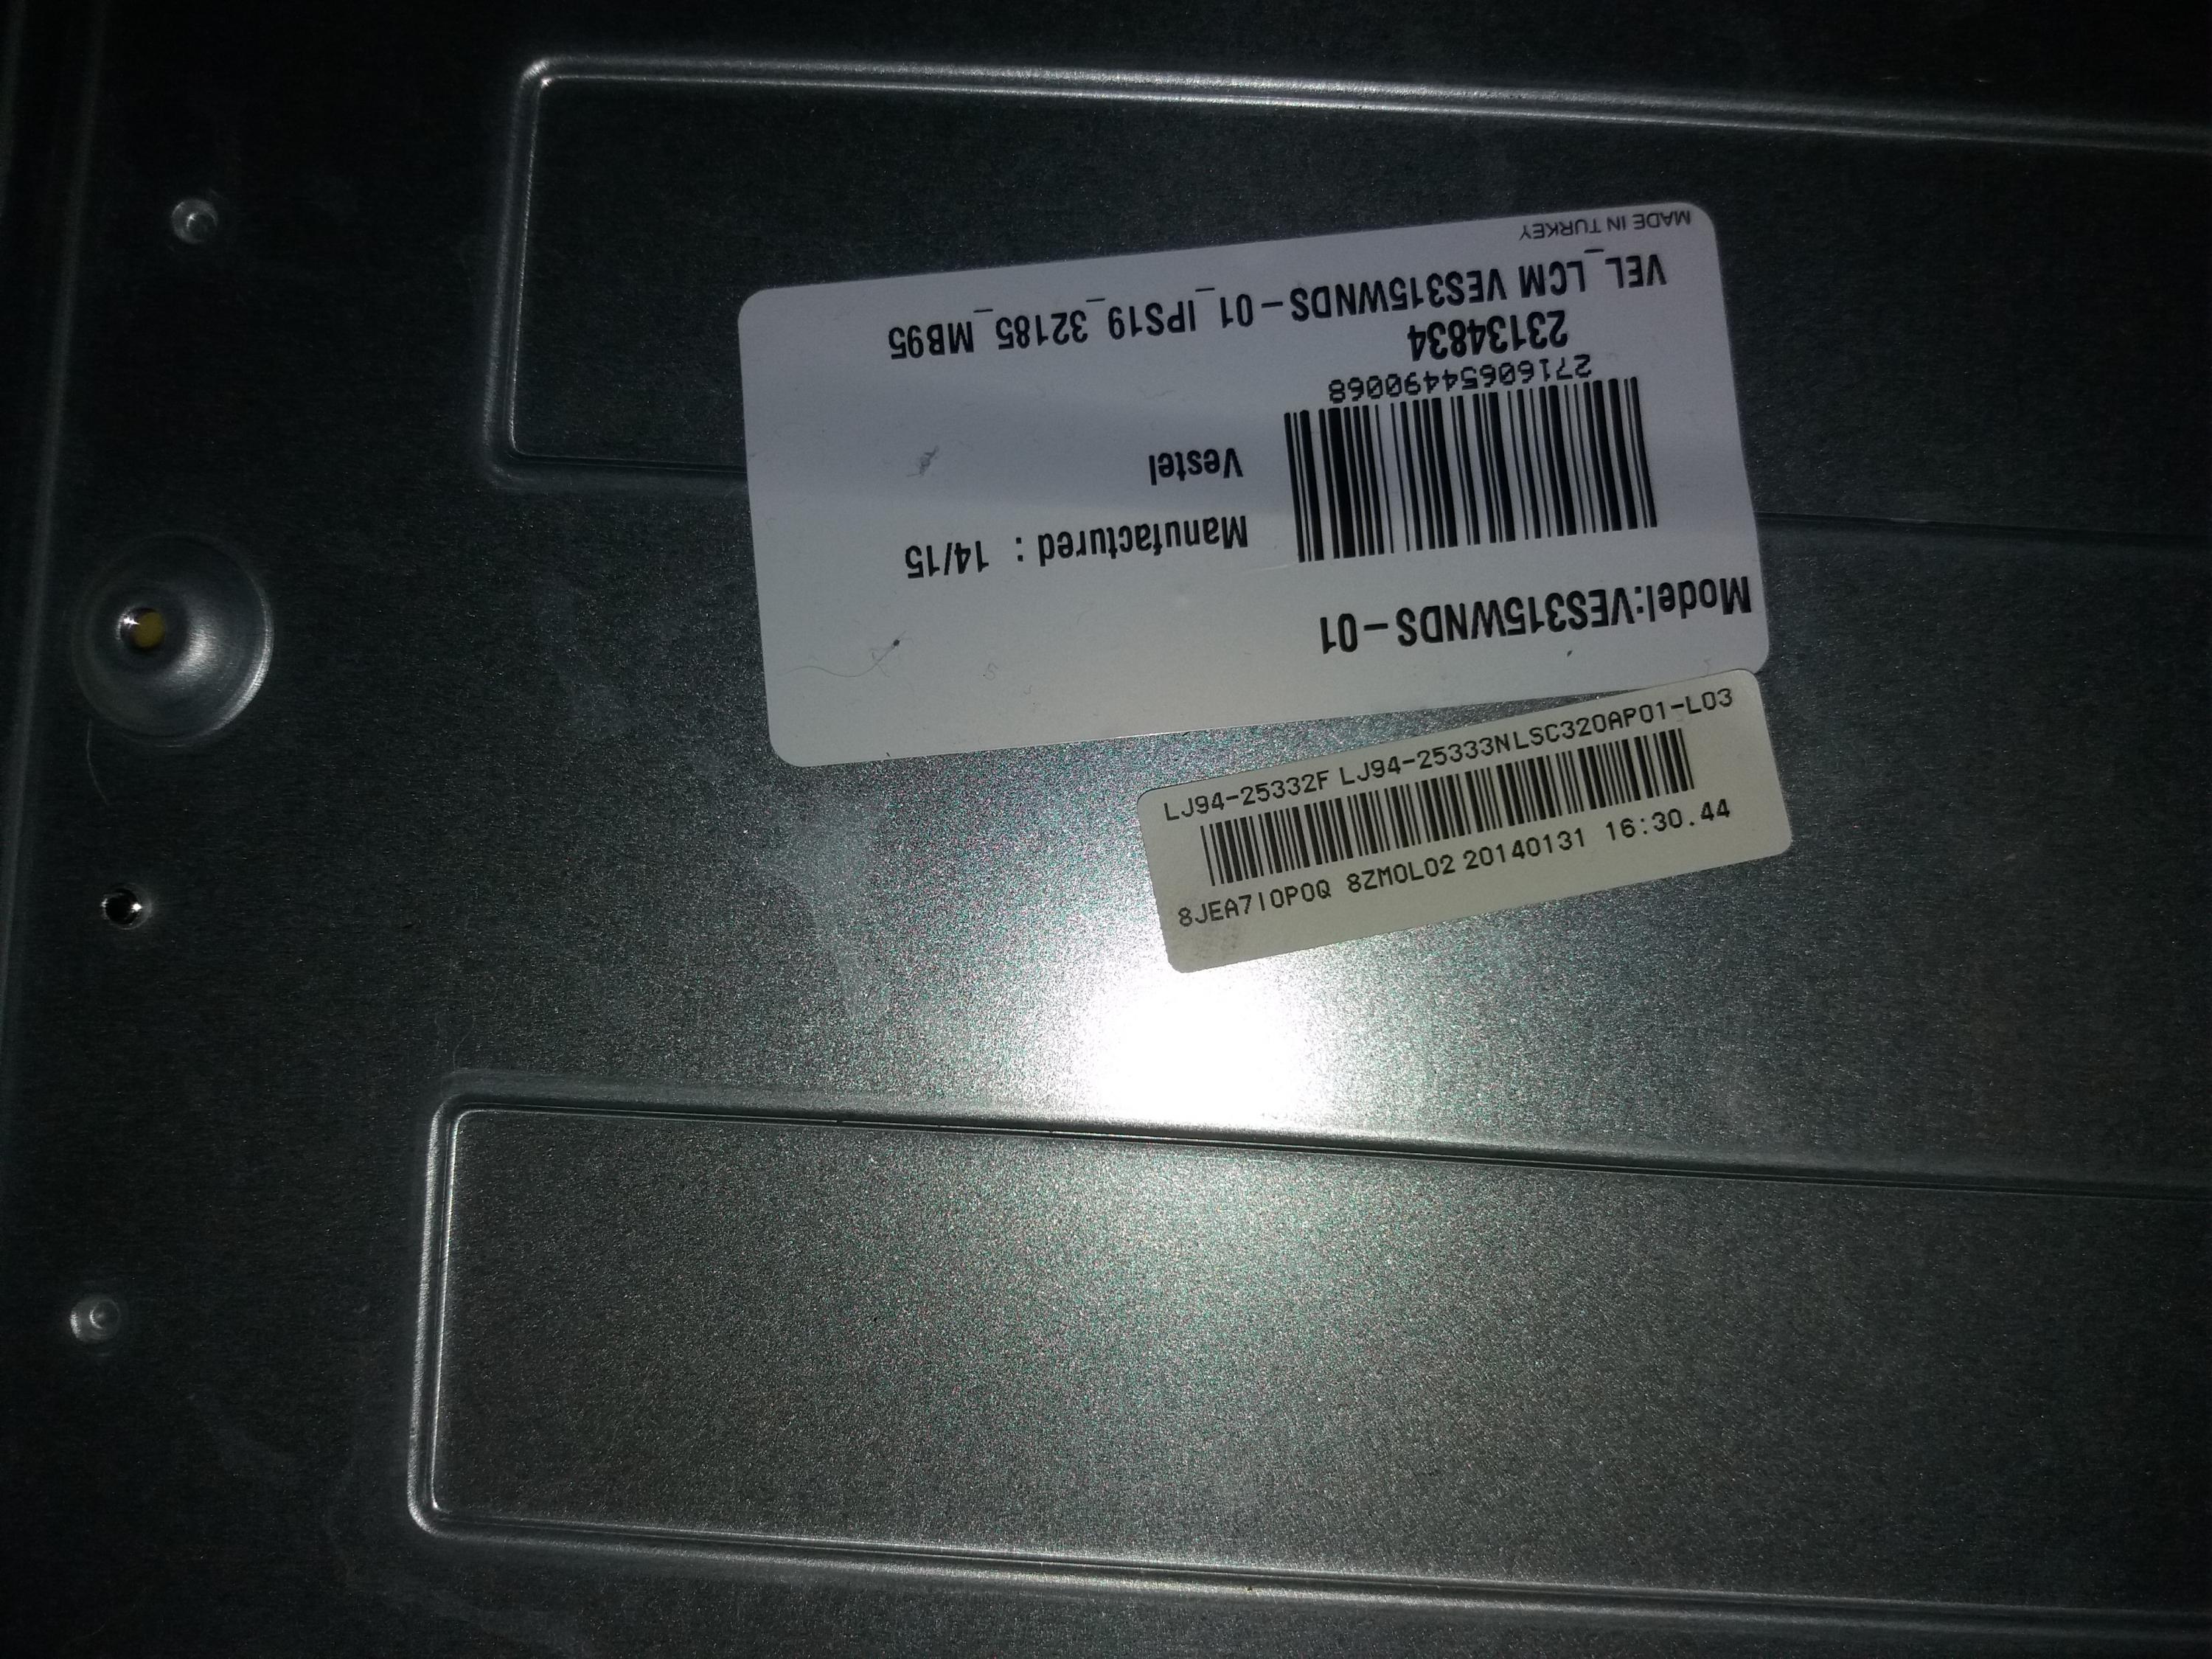 MADE IN TURKEY
VEL_LCM VES315WNDS-01_IPS19_32185_MB95
23134834
27160654490068
Vestel
Manufactured : 14/15
Model:VES315WNDS-01
LJ94-25332F LJ94-25333NLSC320AP01-L03
8JEA7I0P0Q 8ZM0L02 20140131 16:30.44